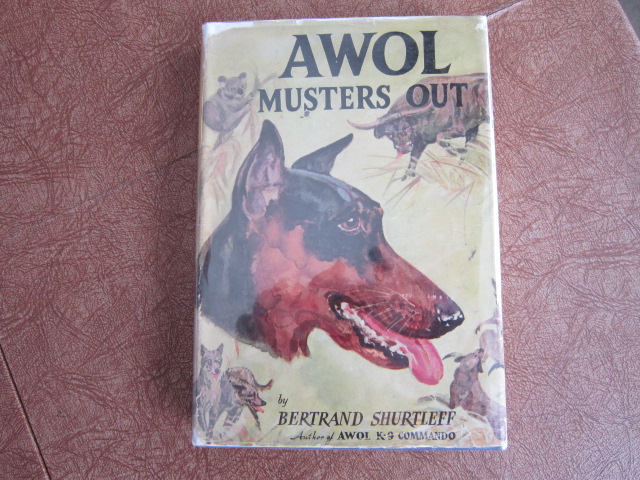 AWOL
MUSTERS OUT
by
BERTRAND SHURTLEFF
Author of AWOL K-9 COMMANDO